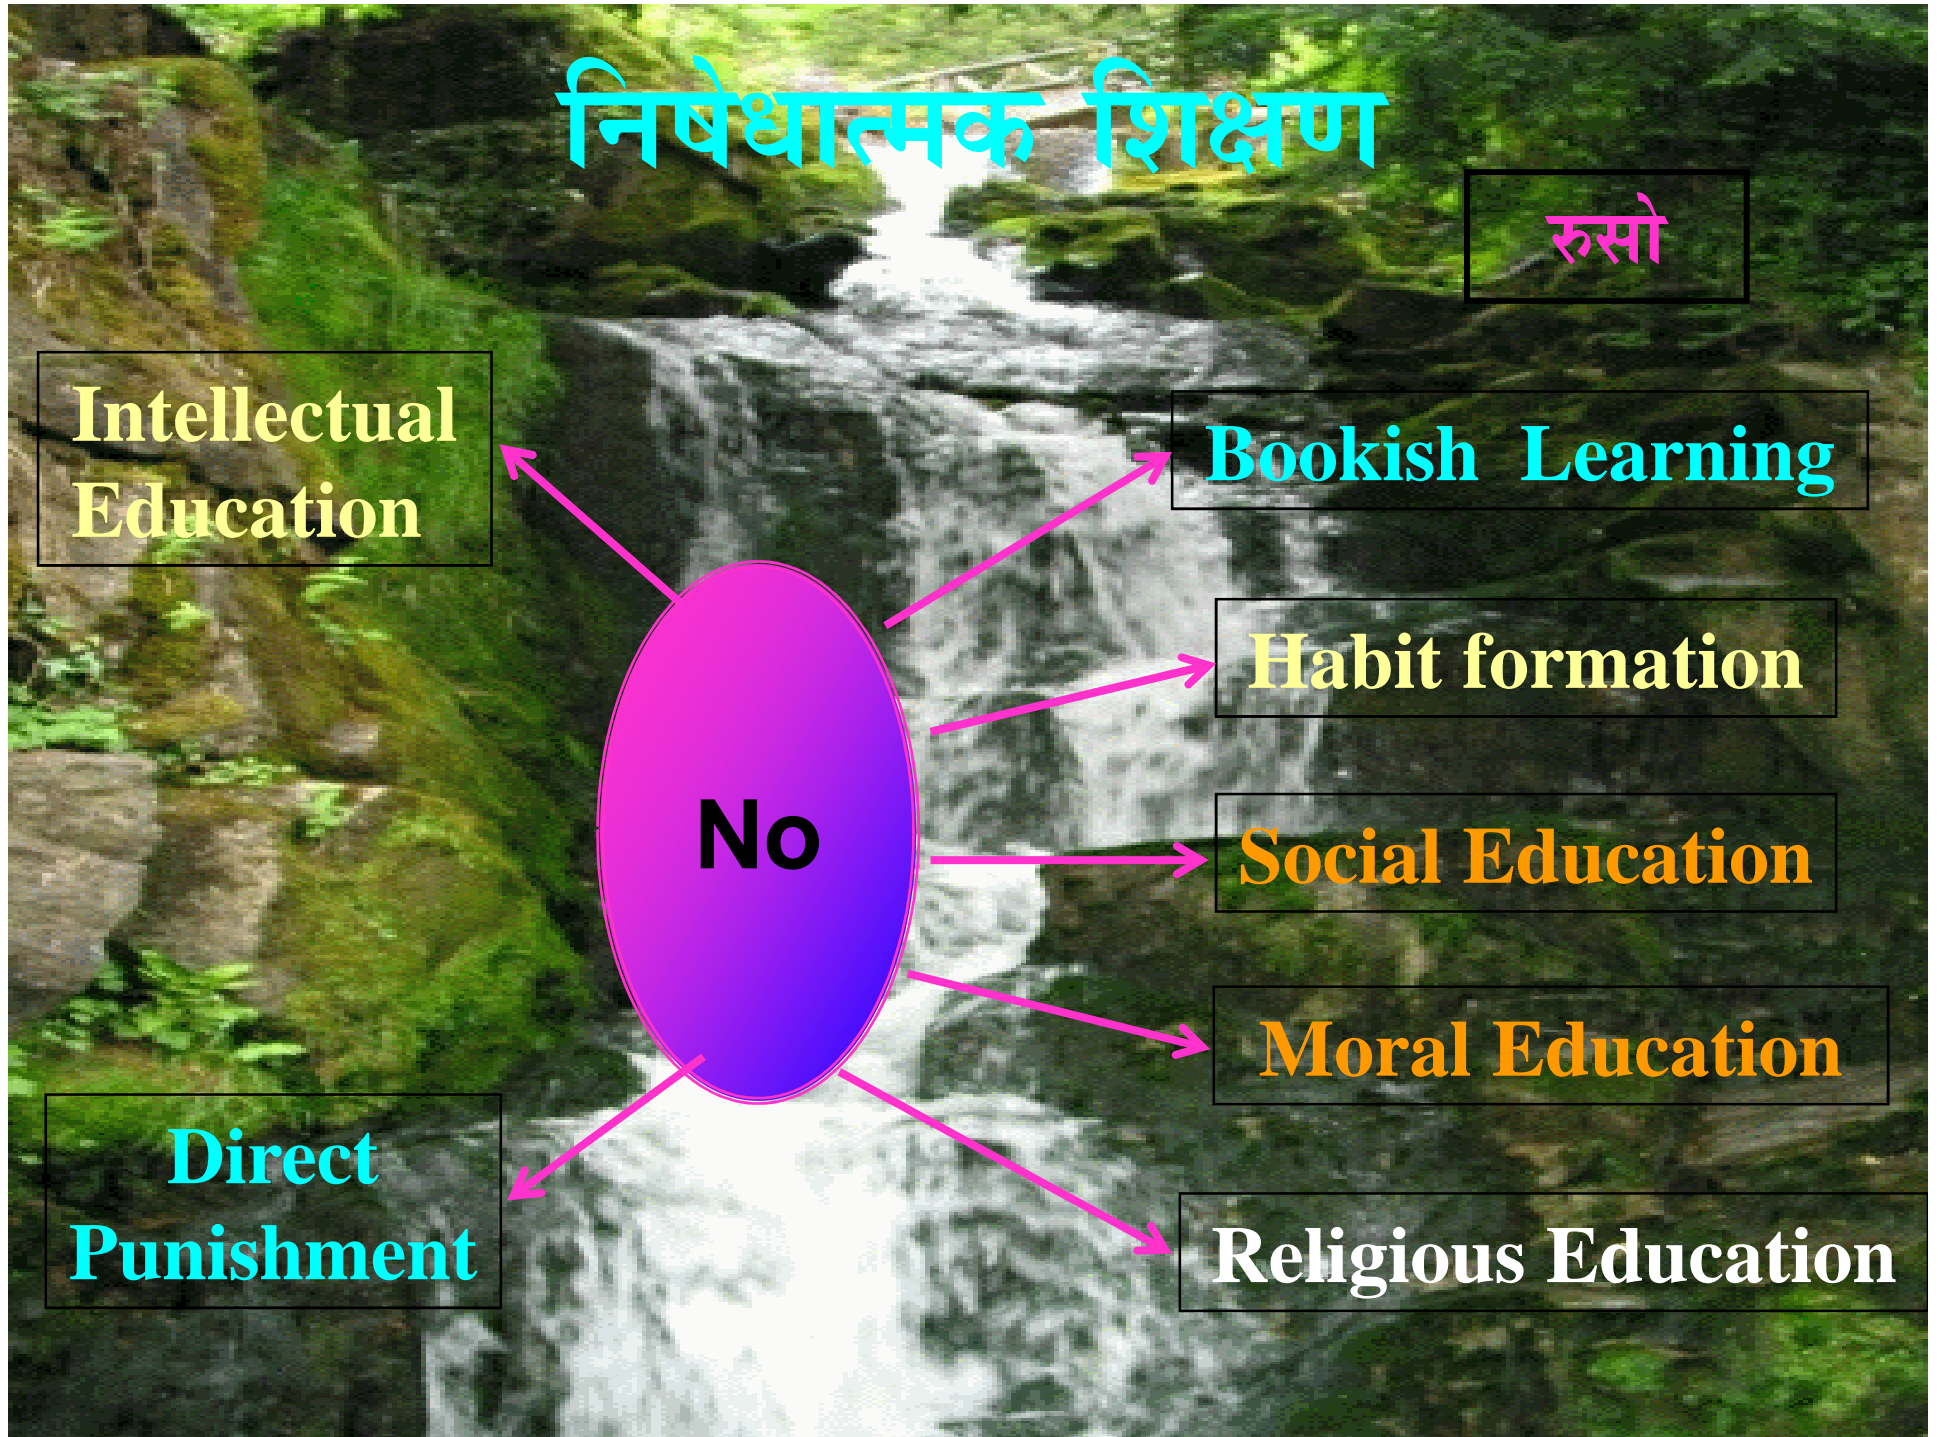 निषेधात्मक शिक्षण
रुसो
Intellectual
Education
Bookish Learning
Habit formation
No
Social Education
Moral Education
Direct
Punishment
Religious Education